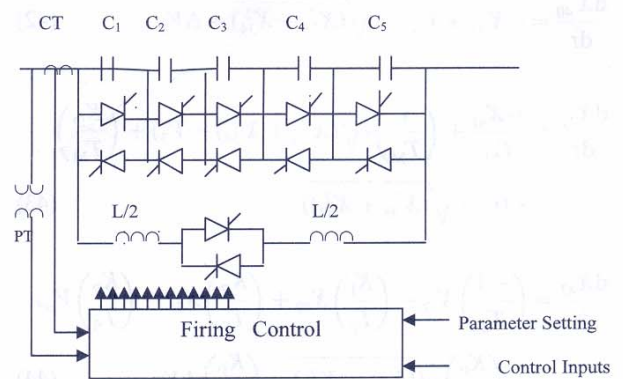 CT C₁ C₂ C₃ C₄ C₅
L/2 L/2
PT
Firing Control
Parameter Setting
Control Inputs